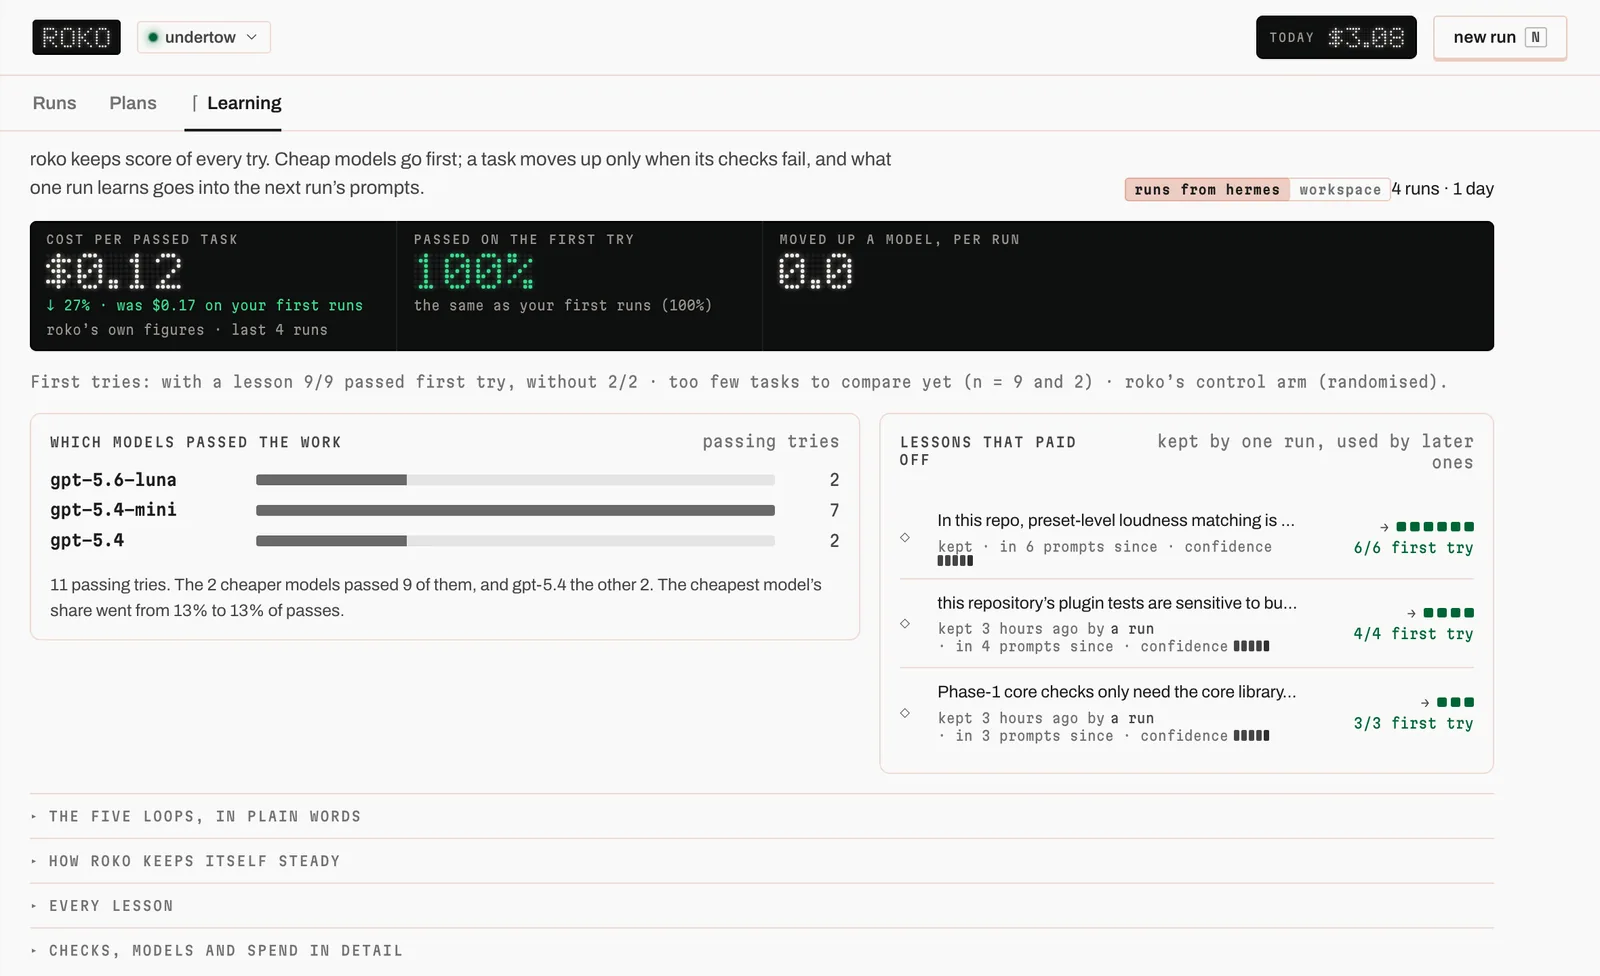 ROKO
undertow
TODAY $3.08
new run N
Runs
Plans
Learning
roko keeps score of every try. Cheap models go first; a task moves up only when its checks fail, and what
one run learns goes into the next run's prompts.
runs from hermes workspace 4 runs · 1 day
COST PER PASSED TASK
$0.12
↓ 27% · was $0.17 on your first runs
roko's own figures · last 4 runs
PASSED ON THE FIRST TRY
100%
the same as your first runs (100%)
MOVED UP A MODEL, PER RUN
0.0
First tries: with a lesson 9/9 passed first try, without 2/2 · too few tasks to compare yet (n = 9 and 2) · roko's control arm (randomised).
WHICH MODELS PASSED THE WORK passing tries
gpt-5.6-luna 2
gpt-5.4-mini 7
gpt-5.4 2
11 passing tries. The 2 cheaper models passed 9 of them, and gpt-5.4 the other 2. The cheapest model's
share went from 13% to 13% of passes.
LESSONS THAT PAID
OFF
kept by one run, used by later
ones
In this repo, preset-level loudness matching is ...
kept · in 6 prompts since · confidence
→
6/6 first try
this repository's plugin tests are sensitive to bu...
kept 3 hours ago by a run
· in 4 prompts since · confidence
→
4/4 first try
Phase-1 core checks only need the core library...
kept 3 hours ago by a run
· in 3 prompts since · confidence
→
3/3 first try
THE FIVE LOOPS, IN PLAIN WORDS
HOW ROKO KEEPS ITSELF STEADY
EVERY LESSON
CHECKS, MODELS AND SPEND IN DETAIL